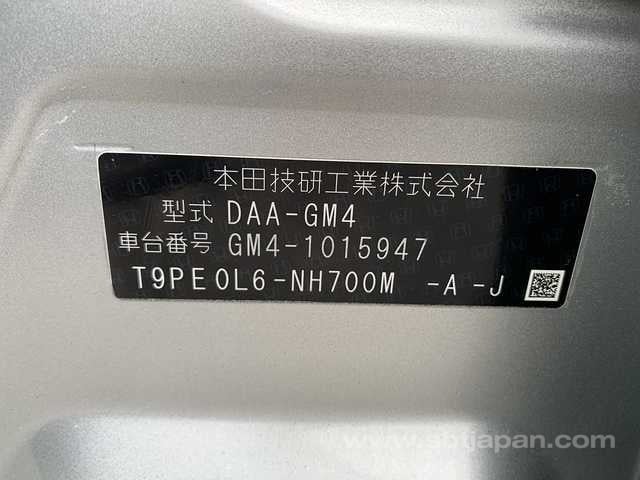 本田技研工業株式会社
型式 DAA-GM4
車台番号 GM4-1015947
T9PE0L6-NH700M -A-J
www.sbtjapan.com